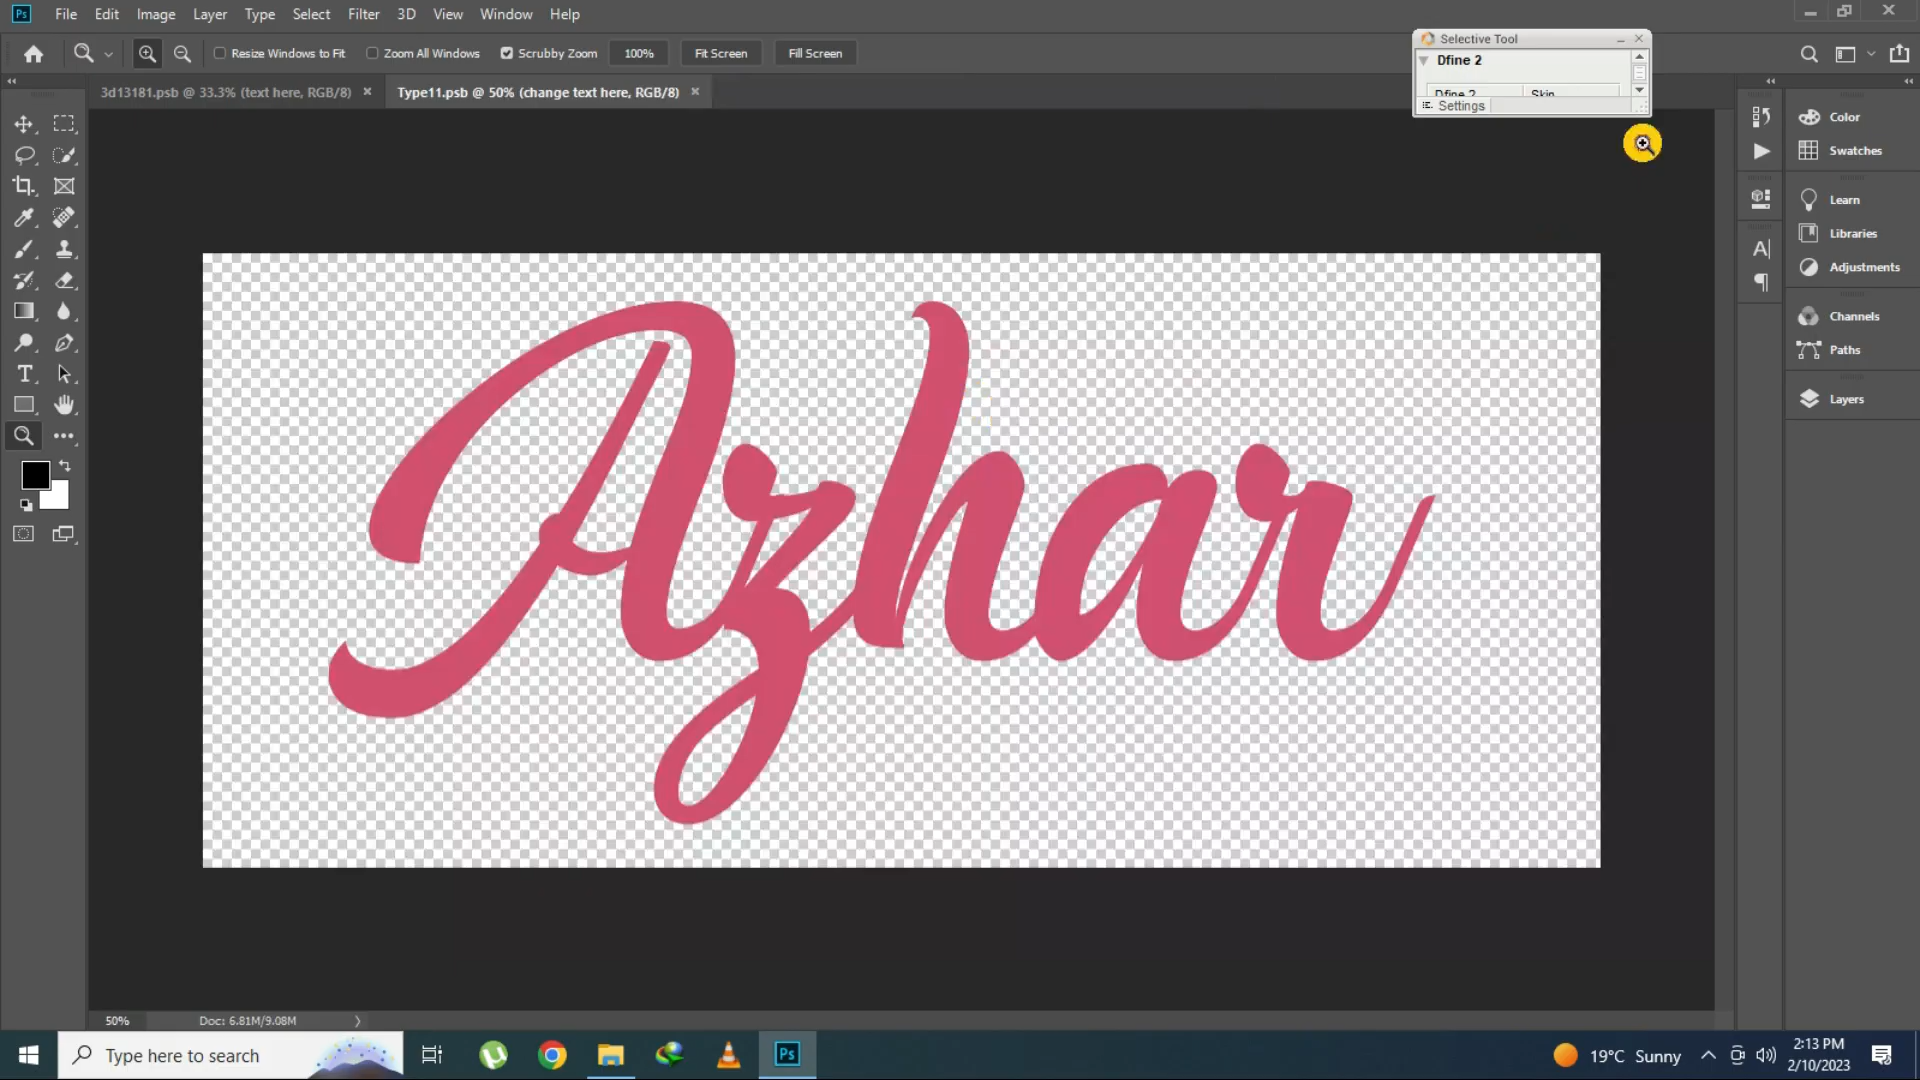 Ps File Edit Image Layer Type Select Filter 3D View Window Help
Resize Windows to Fit Zoom All Windows Scrubby Zoom 100% Fit Screen Fill Screen
Selective Tool
Dfine 2
Dfine 2 Skin
Settings
3d13181.psb @ 33.3% (text here, RGB/8) Type11.psb @ 50% (change text here, RGB/8)
Color
Swatches
Learn
Libraries
Adjustments
Channels
Paths
Layers
Azhar
50% Doc: 6.81M/9.08M
Type here to search
Ps
19°C Sunny
2:13 PM
2/10/2023